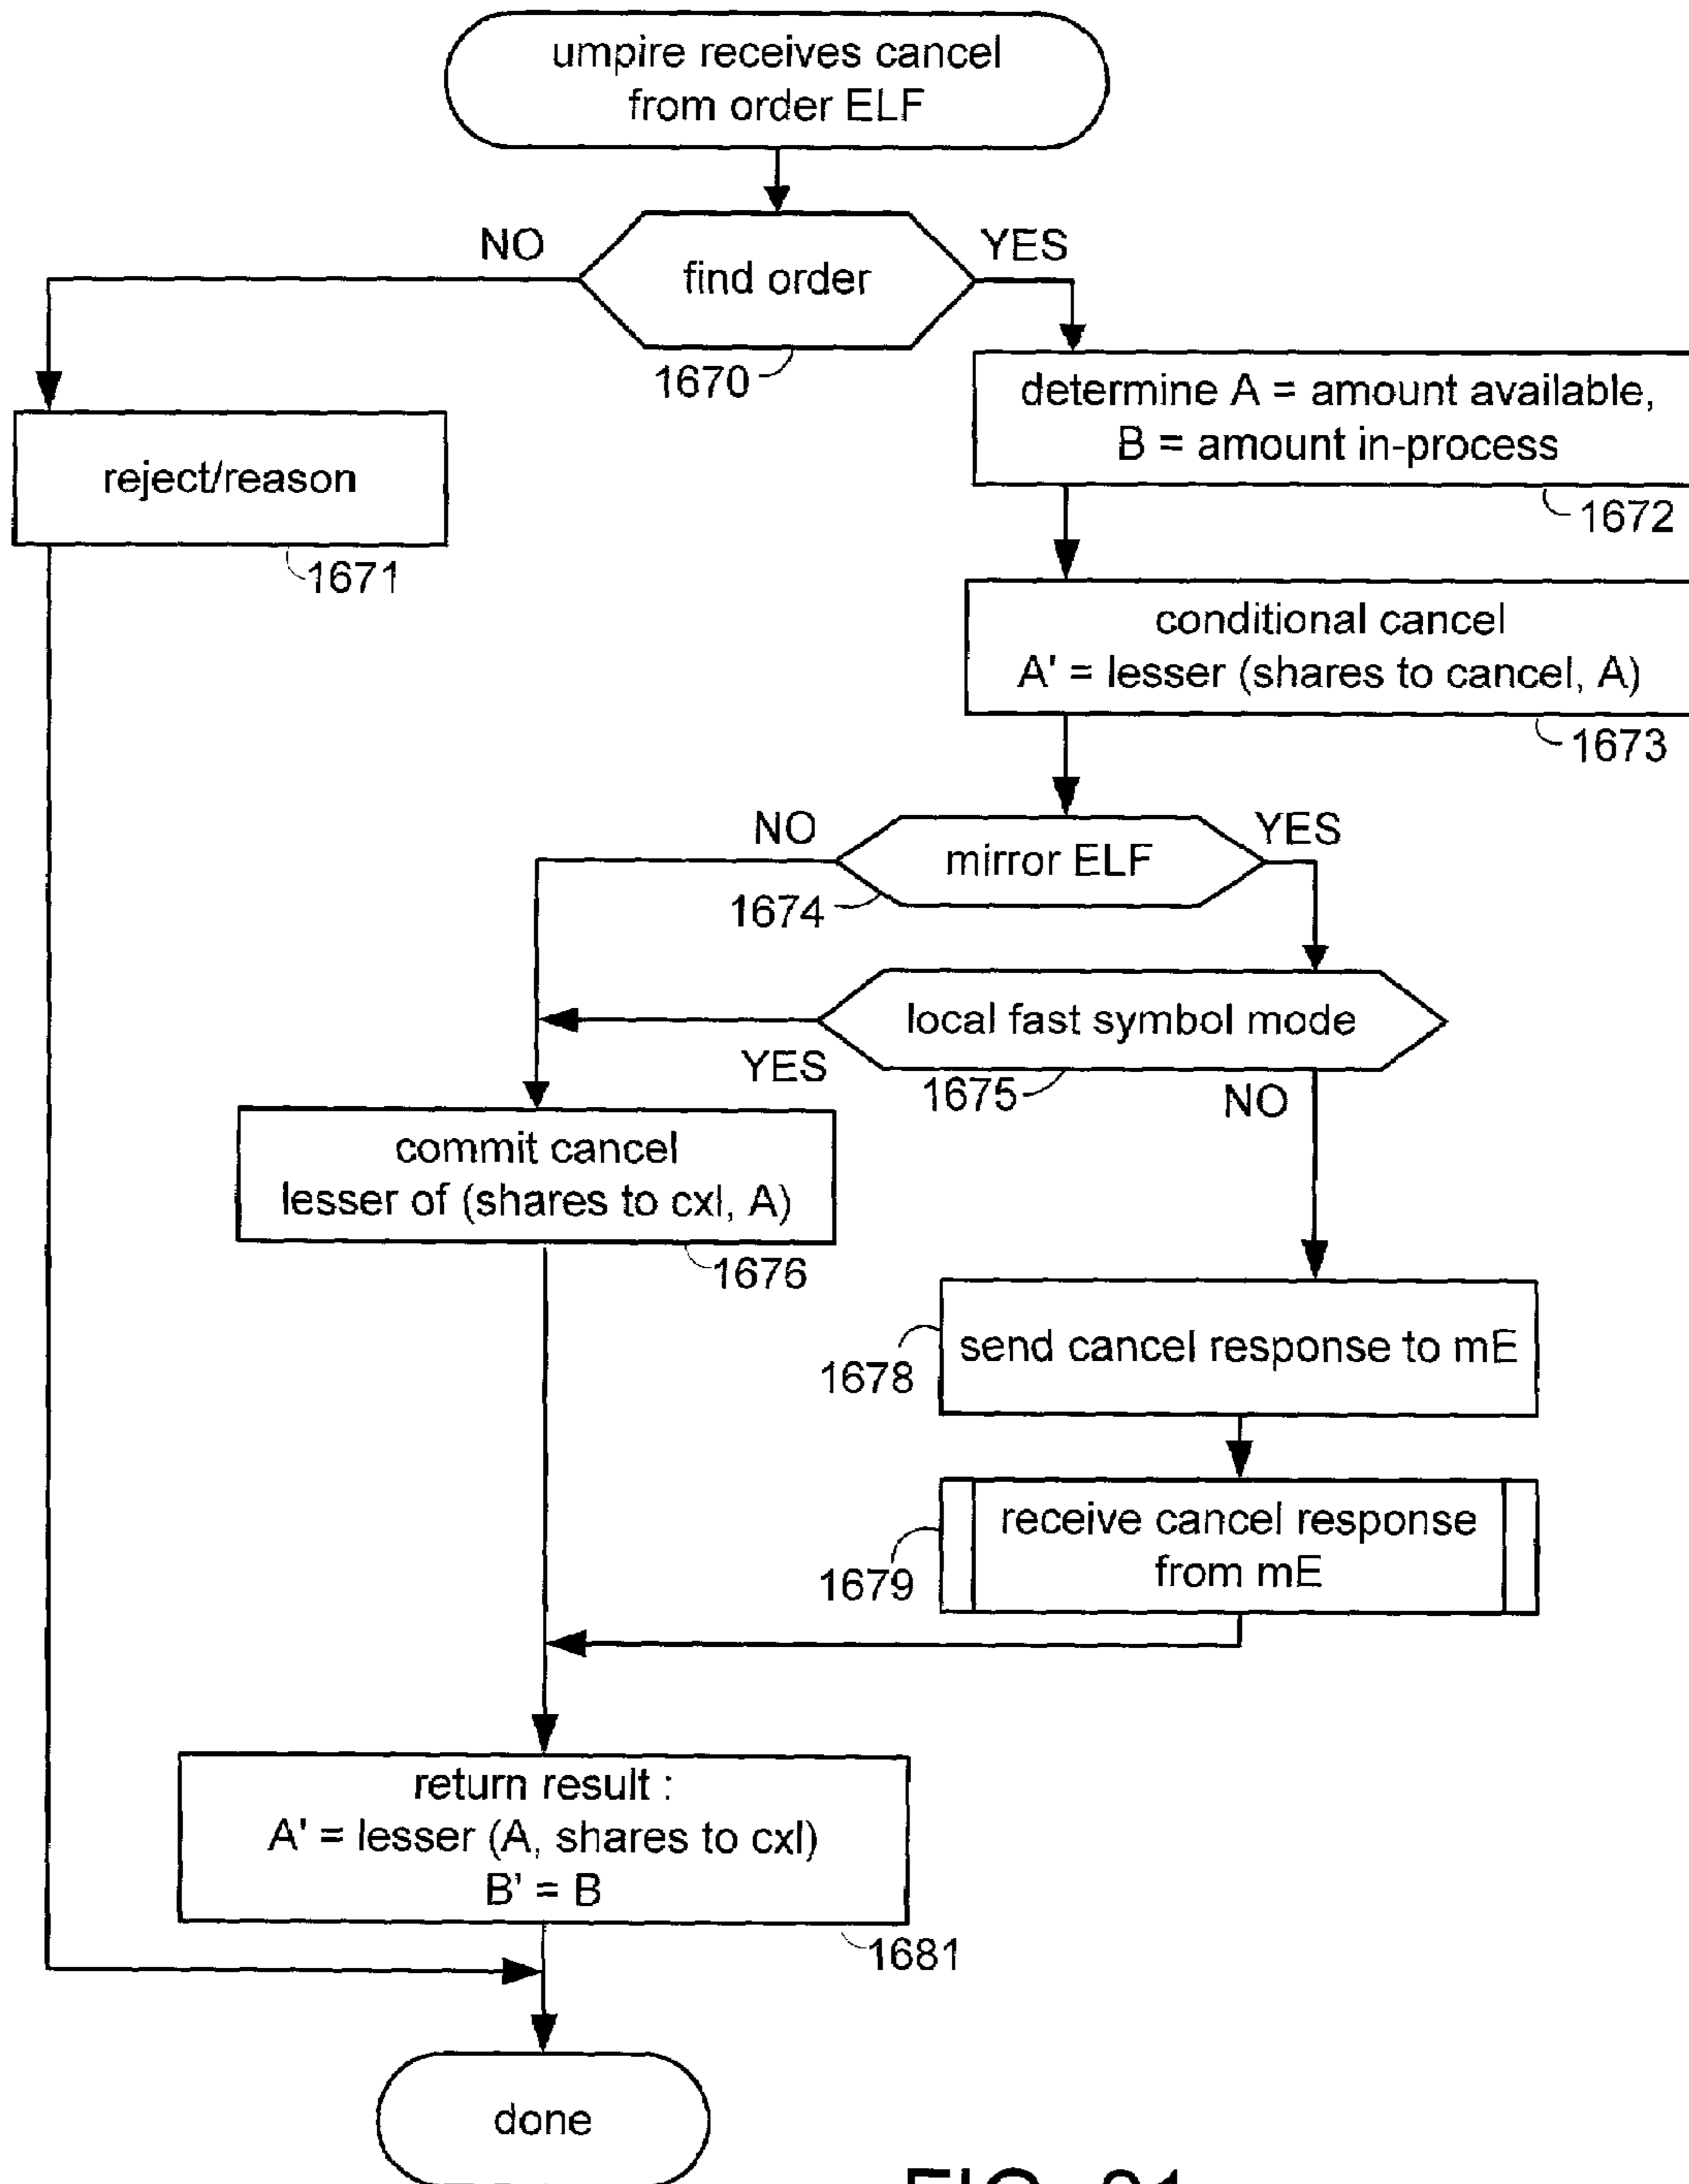 umpire receives cancel
from order ELF
NO
YES
find order
1670
determine A = amount available,
B = amount in-process
1672
reject/reason
1671
conditional cancel
A' = lesser (shares to cancel, A)
1673
NO
YES
mirror ELF
1674
local fast symbol mode
YES
1675
NO
commit cancel
lesser of (shares to cxl, A)
1676
send cancel response to mE
1678
receive cancel response
from mE
1679
return result :
A' = lesser (A, shares to cxl)
B' = B
1681
done